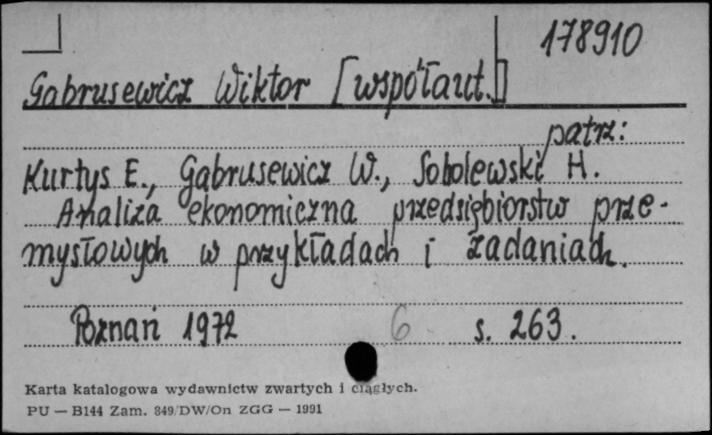 178910
Gabrusewicz Wiktor [współaut.]
patrz:
Kurtys E., Gabrusewicz W., Sobolewski H.
Analiza ekonomiczna przedsiębiorstw prze-
mysłowych w przykładach i zadaniach.
Poznań 1972 6 s. 263.
Karta katalogowa wydawnictw zwartych i ciągłych.
PU — B144 Zam. 849/DW/On ZGG — 1991